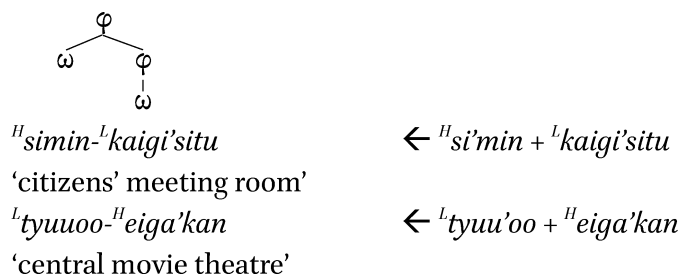 φ
ω φ
ω
ᴴsimin-ᴸkaigi’situ ← ᴴsi’min + ᴸkaigi’situ
‘citizens’ meeting room’
ᴸtyuuoo-ᴴeiga’kan ← ᴸtyuu’oo + ᴴeiga’kan
‘central movie theatre’